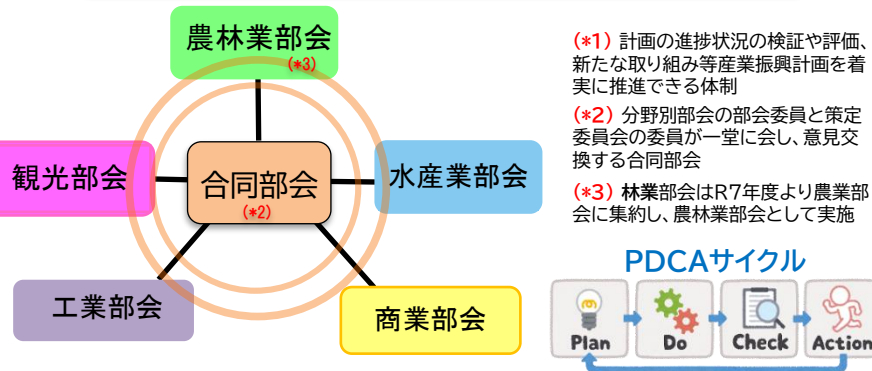 農林業部会
(*3)
観光部会
合同部会
(*2)
水産業部会
工業部会
商業部会
(*1) 計画の進捗状況の検証や評価、
新たな取り組み等産業振興計画を着
実に推進できる体制
(*2) 分野別部会の部会委員と策定
委員会の委員が一堂に会し、意見交
換する合同部会
(*3) 林業部会はR7年度より農業部
会に集約し、農林業部会として実施
PDCAサイクル
Plan
Do
Check
Action